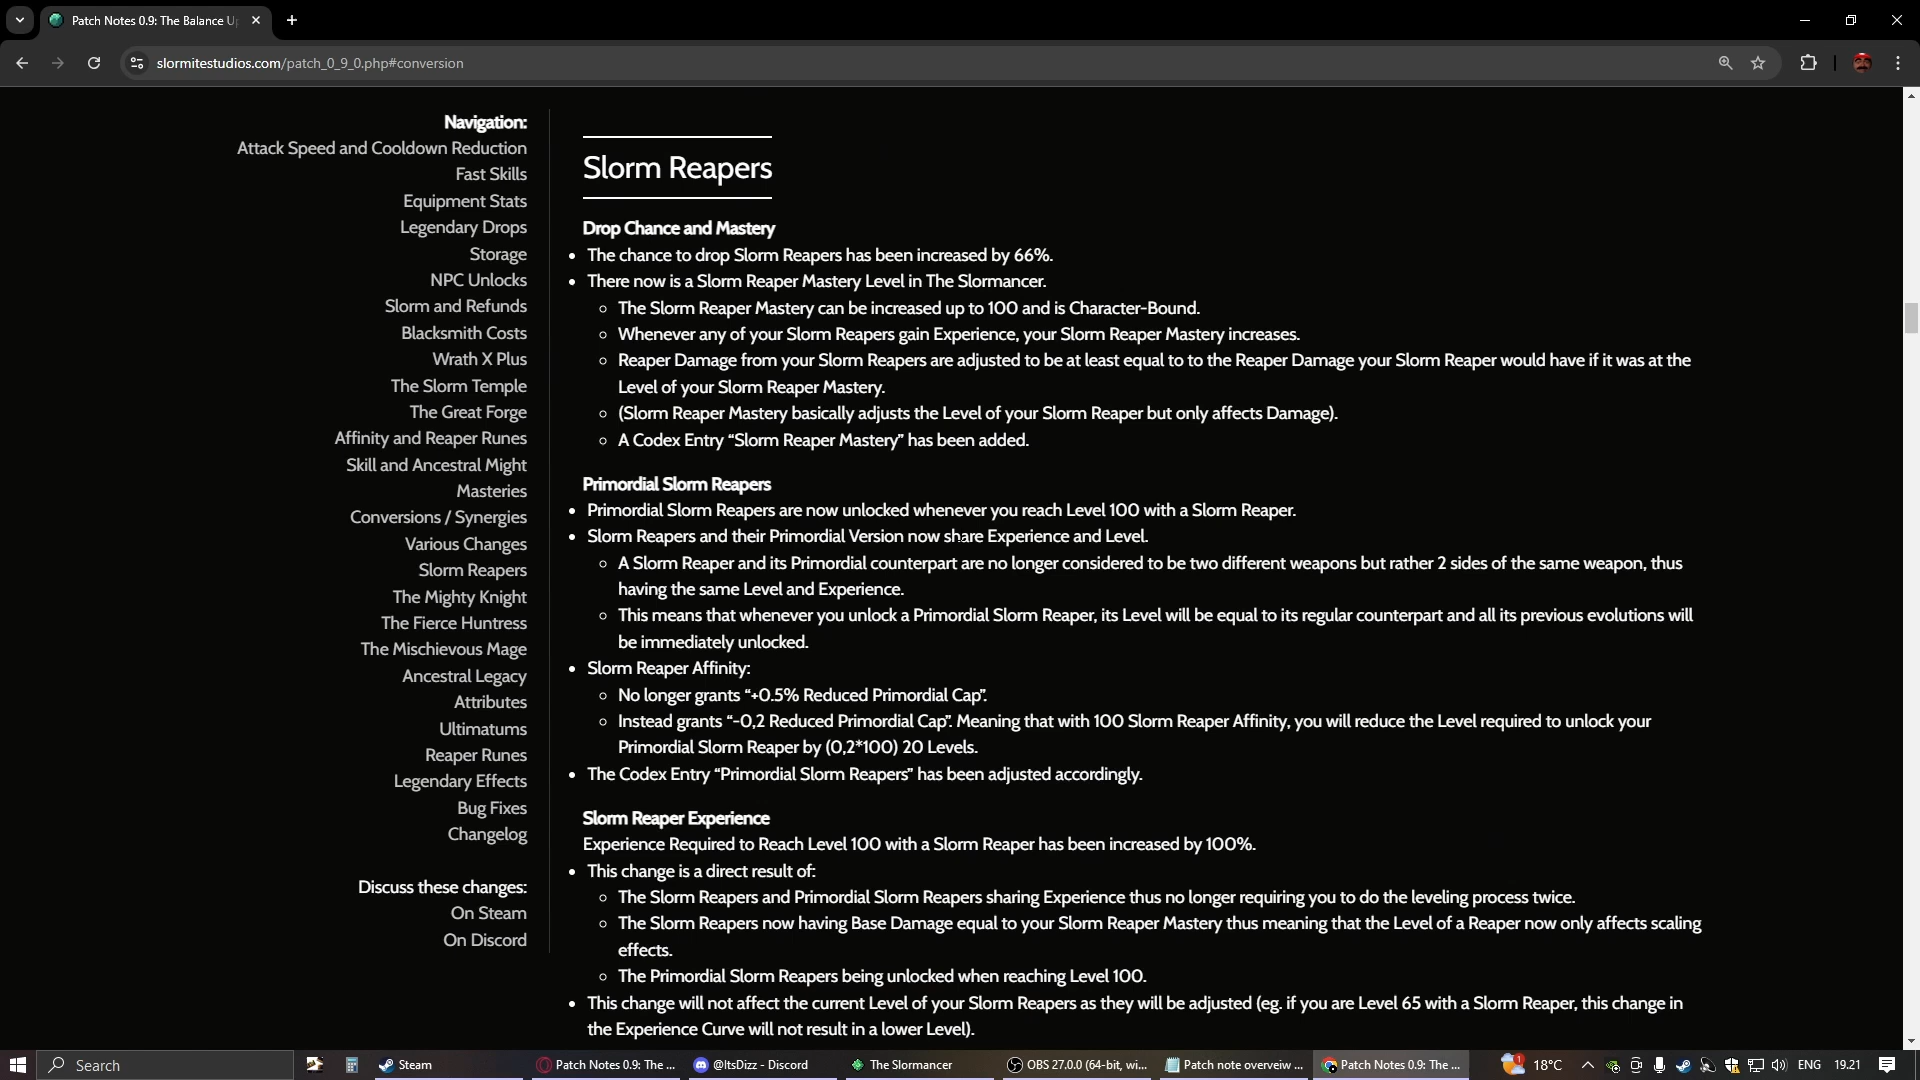 Patch Notes 0.9: The Balance Up
slormitestudios.com/patch_0_9_0.php#conversion
Navigation:
Attack Speed and Cooldown Reduction
Fast Skills
Equipment Stats
Legendary Drops
Storage
NPC Unlocks
Slorm and Refunds
Blacksmith Costs
Wrath X Plus
The Slorm Temple
The Great Forge
Affinity and Reaper Runes
Skill and Ancestral Might
Masteries
Conversions / Synergies
Various Changes
Slorm Reapers
The Mighty Knight
The Fierce Huntress
The Mischievous Mage
Ancestral Legacy
Attributes
Ultimatums
Reaper Runes
Legendary Effects
Bug Fixes
Changelog
Discuss these changes:
On Steam
On Discord
Slorm Reapers
Drop Chance and Mastery
The chance to drop Slorm Reapers has been increased by 66%.
There now is a Slorm Reaper Mastery Level in The Slormancer.
The Slorm Reaper Mastery can be increased up to 100 and is Character-Bound.
Whenever any of your Slorm Reapers gain Experience, your Slorm Reaper Mastery increases.
Reaper Damage from your Slorm Reapers are adjusted to be at least equal to to the Reaper Damage your Slorm Reaper would have if it was at the
Level of your Slorm Reaper Mastery.
(Slorm Reaper Mastery basically adjusts the Level of your Slorm Reaper but only affects Damage).
A Codex Entry “Slorm Reaper Mastery” has been added.
Primordial Slorm Reapers
Primordial Slorm Reapers are now unlocked whenever you reach Level 100 with a Slorm Reaper.
Slorm Reapers and their Primordial Version now share Experience and Level.
A Slorm Reaper and its Primordial counterpart are no longer considered to be two different weapons but rather 2 sides of the same weapon, thus
having the same Level and Experience.
This means that whenever you unlock a Primordial Slorm Reaper, its Level will be equal to its regular counterpart and all its previous evolutions will
be immediately unlocked.
Slorm Reaper Affinity:
No longer grants “+0.5% Reduced Primordial Cap”.
Instead grants “-0,2 Reduced Primordial Cap”. Meaning that with 100 Slorm Reaper Affinity, you will reduce the Level required to unlock your
Primordial Slorm Reaper by (0,2*100) 20 Levels.
The Codex Entry “Primordial Slorm Reapers” has been adjusted accordingly.
Slorm Reaper Experience
Experience Required to Reach Level 100 with a Slorm Reaper has been increased by 100%.
This change is a direct result of:
The Slorm Reapers and Primordial Slorm Reapers sharing Experience thus no longer requiring you to do the leveling process twice.
The Slorm Reapers now having Base Damage equal to your Slorm Reaper Mastery thus meaning that the Level of a Reaper now only affects scaling
effects.
The Primordial Slorm Reapers being unlocked when reaching Level 100.
This change will not affect the current Level of your Slorm Reapers as they will be adjusted (eg. if you are Level 65 with a Slorm Reaper, this change in
the Experience Curve will not result in a lower Level).
Search
Steam
Patch Notes 0.9: The ...
@ItsDizz - Discord
The Slormancer
OBS 27.0.0 (64-bit, wi...
Patch note overveiw ...
Patch Notes 0.9: The ...
1
18°C
ENG
19.21